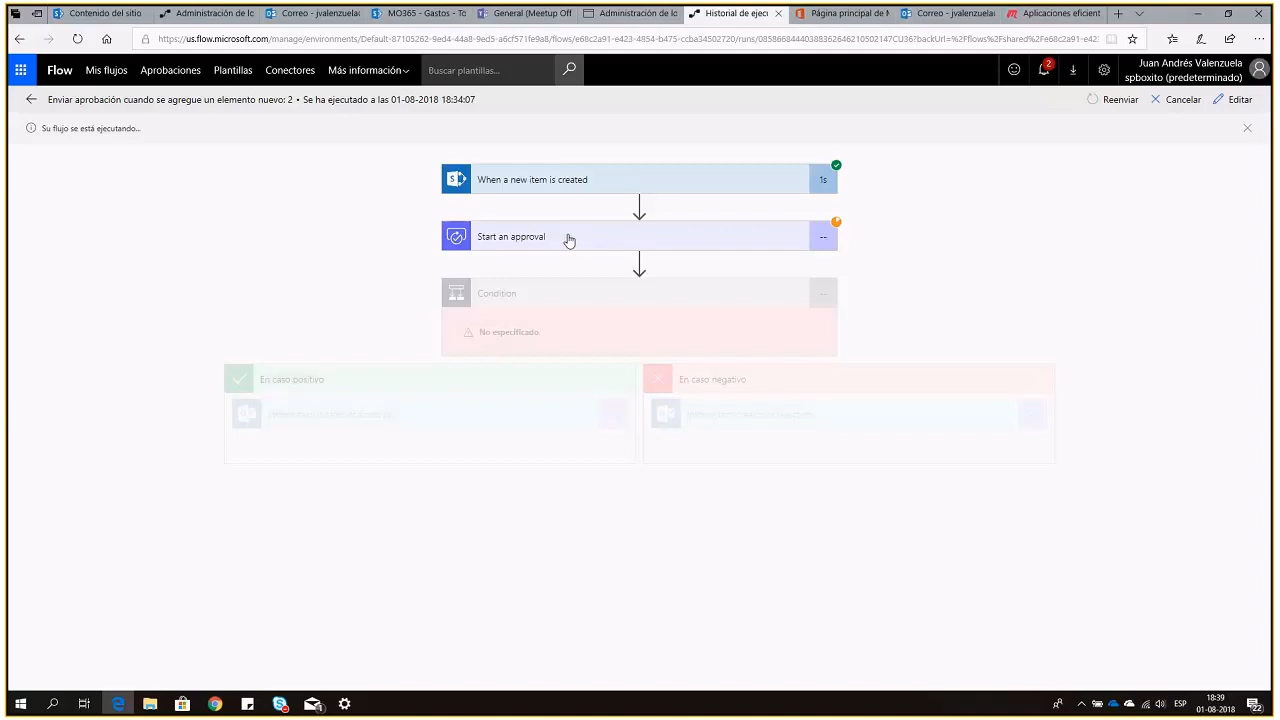 Contenido del sitio
Administración de lo
Correo - jvalenzuela
MO365 - Gastos - To
General (Meetup Off
Administración de lo
Historial de ejec
Página principal de M
Correo - jvalenzuela
Aplicaciones eficient
Flow
Mis flujos
Aprobaciones
Plantillas
Conectores
Más información
Buscar plantillas...
2
Juan Andrés Valenzuela
spboxito (predeterminado)
Enviar aprobación cuando se agregue un elemento nuevo: 2 • Se ha ejecutado a las 01-08-2018 18:34:07
Reenviar
Cancelar
Editar
Su flujo se está ejecutando...
When a new item is created
1s
Start an approval
--
Condition
--
No especificado
En caso positivo
En caso negativo
ESP
18:39
01-08-2018
22